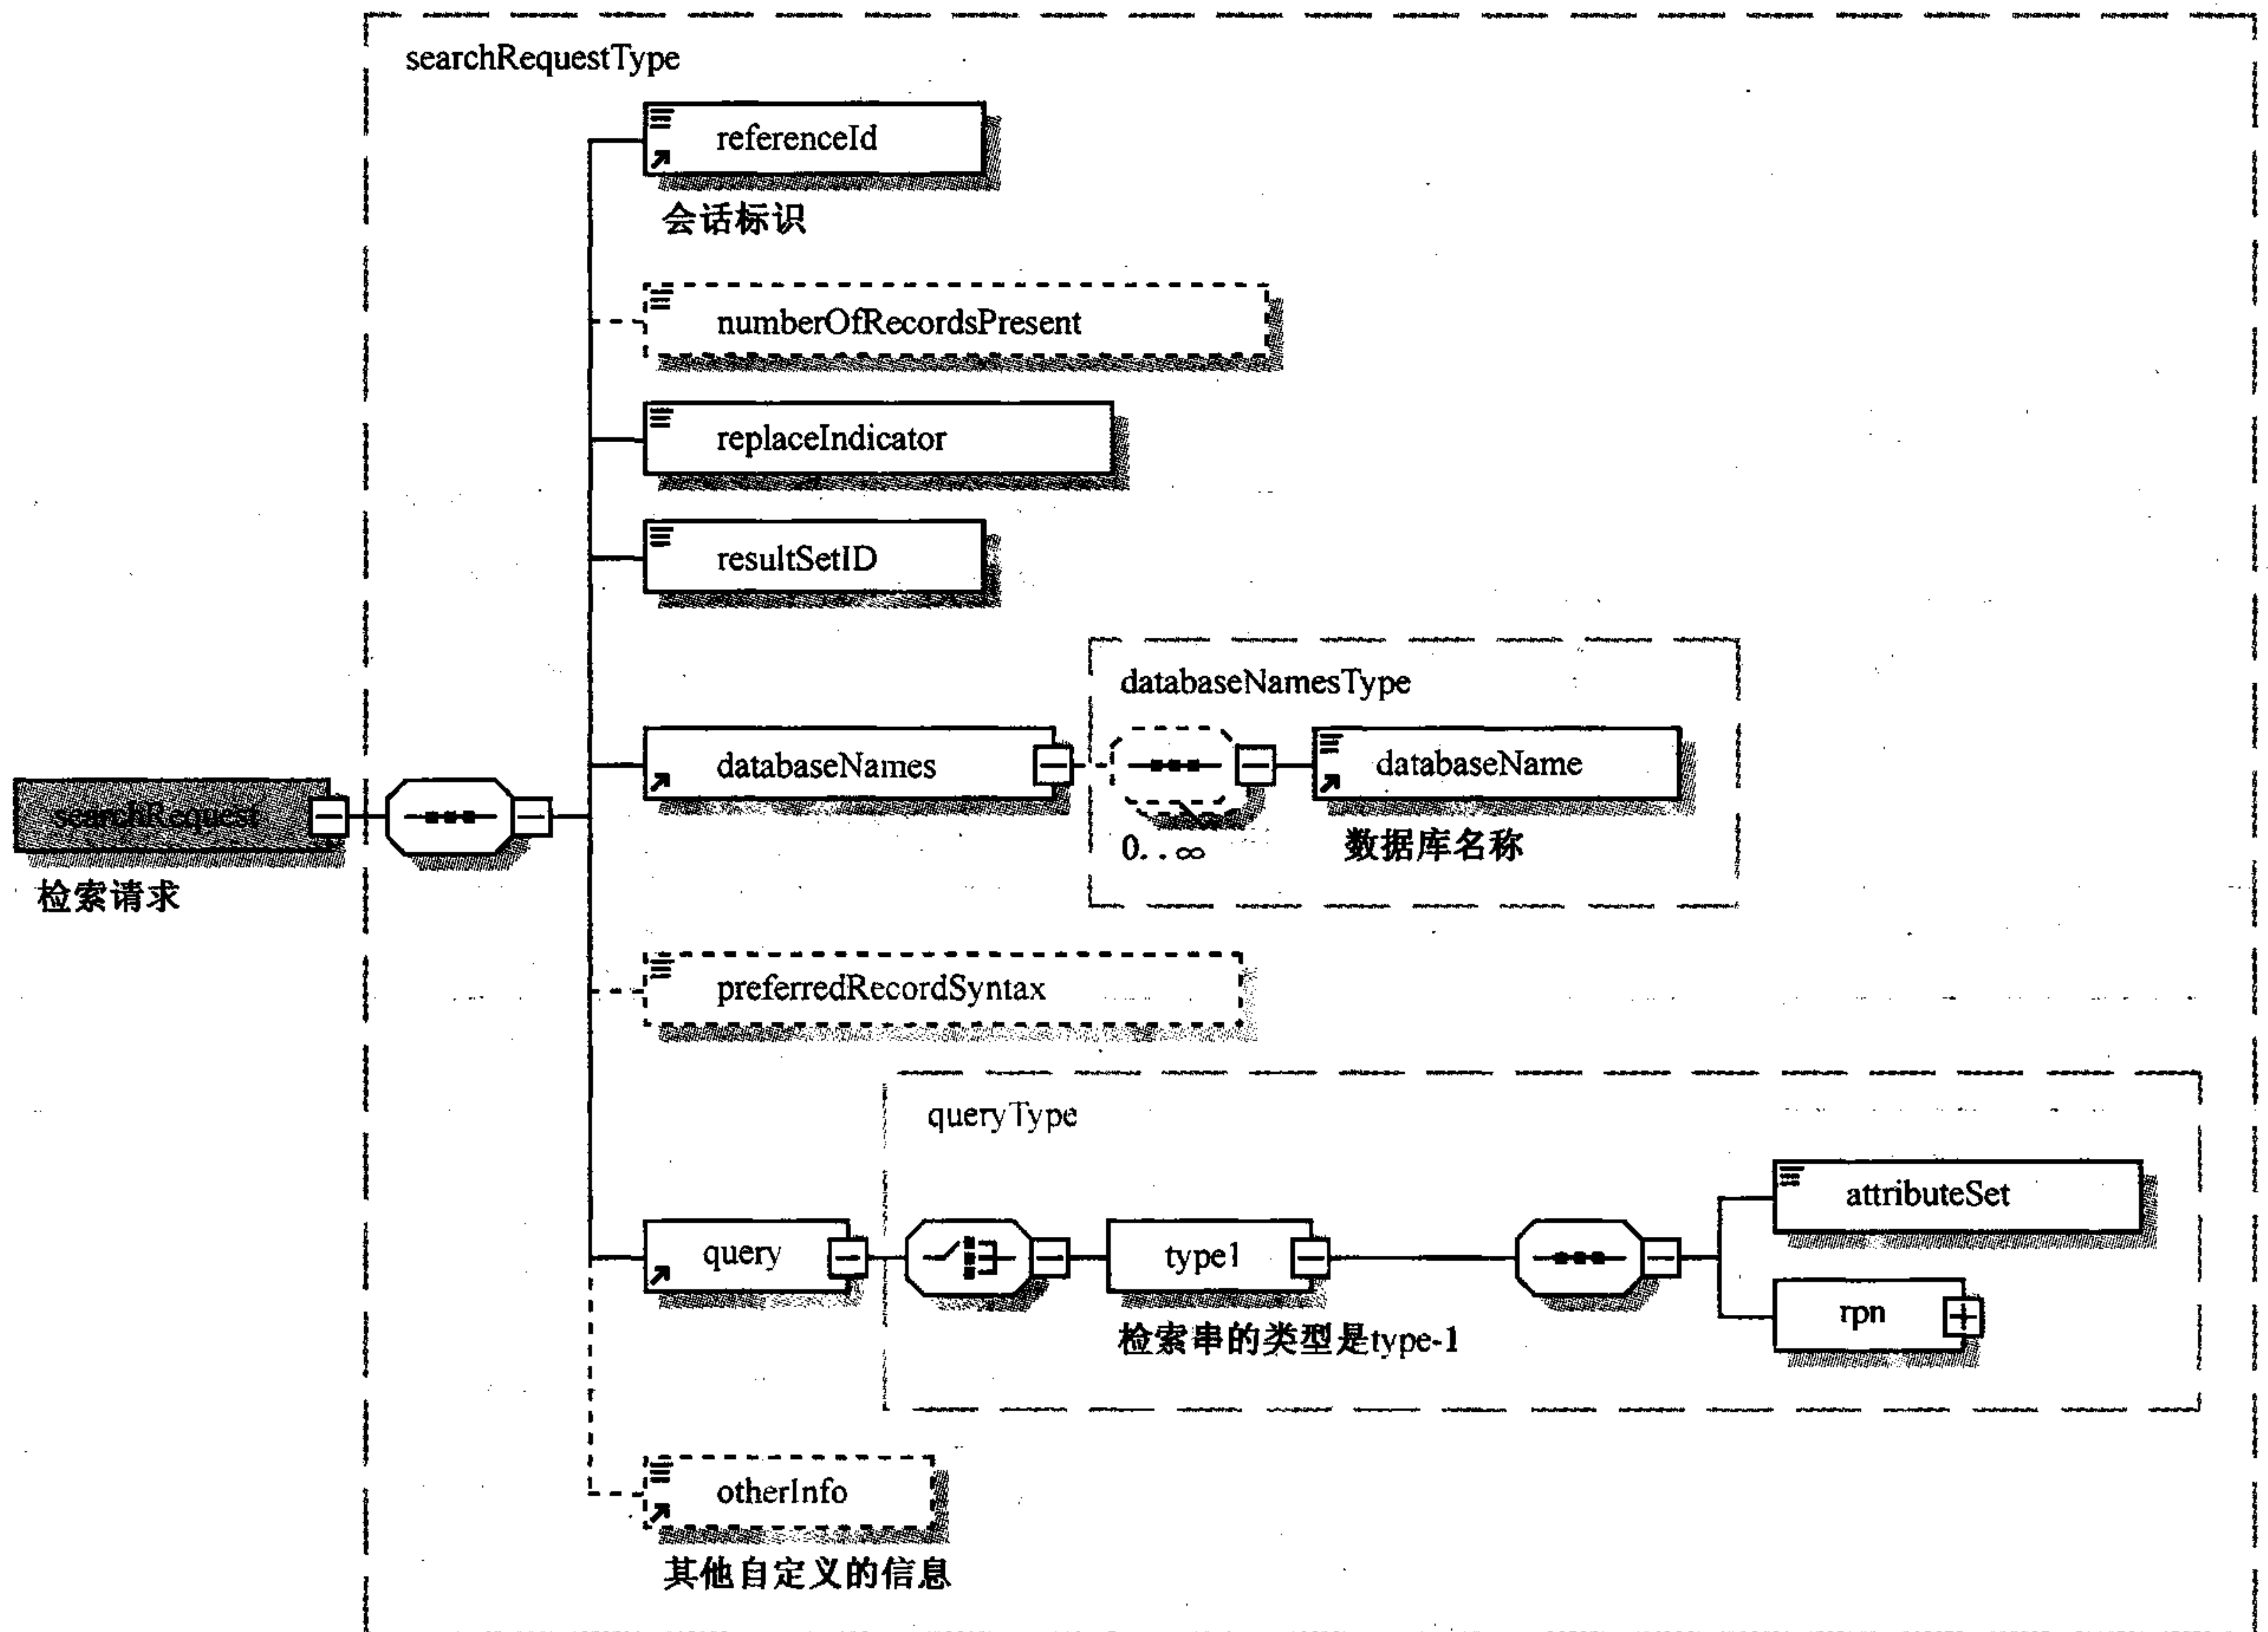 searchRequestType
referenceId
会话标识
numberOfRecordsPresent
replaceIndicator
resultSetID
databaseNamesType
databaseNames
databaseName
0..∞
数据库名称
searchRequest
检索请求
preferredRecordSyntax
queryType
attributeSet
query
type1
rpn
检索串的类型是type-1
otherInfo
其他自定义的信息